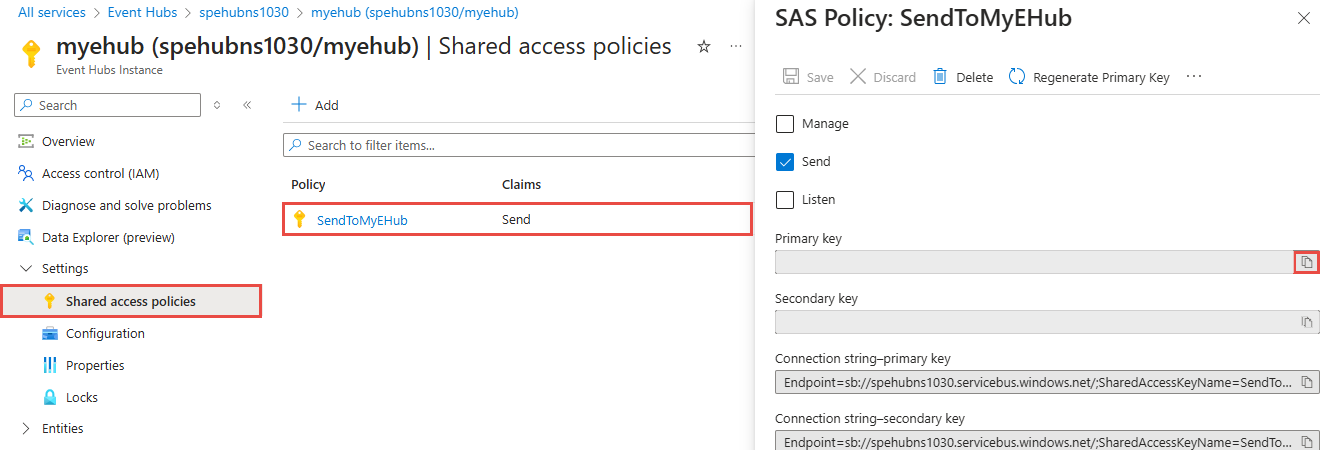 All services > Event Hubs > spehubns1030 > myehub (spehubns1030/myehub)
myehub (spehubns1030/myehub) | Shared access policies
Event Hubs Instance
Search
Overview
Access control (IAM)
Diagnose and solve problems
Data Explorer (preview)
Settings
Shared access policies
Configuration
Properties
Locks
Entities
Add
Search to filter items...
Policy Claims
SendToMyEHub Send
SAS Policy: SendToMyEHub
Save Discard Delete Regenerate Primary Key ...
Manage
Send
Listen
Primary key
Secondary key
Connection string–primary key
Endpoint=sb://spehubns1030.servicebus.windows.net/;SharedAccessKeyName=SendTo...
Connection string–secondary key
Endpoint=sb://spehubns1030.servicebus.windows.net/;SharedAccessKeyName=SendTo...